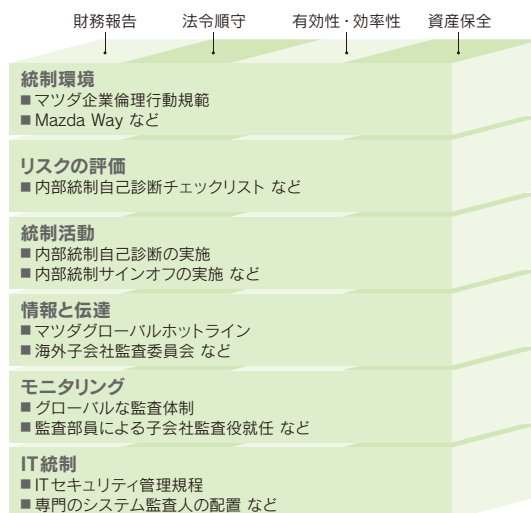 財務報告 法令順守 有効性・効率性 資産保全
統制環境
■ マツダ企業倫理行動規範
■ Mazda Way など
リスクの評価
■ 内部統制自己診断チェックリスト など
統制活動
■ 内部統制自己診断の実施
■ 内部統制サインオフの実施 など
情報と伝達
■ マツダグローバルホットライン
■ 海外子会社監査委員会 など
モニタリング
■ グローバルな監査体制
■ 監査部員による子会社監査役就任 など
IT統制
■ ITセキュリティ管理規程
■ 専門のシステム監査人の配置 など